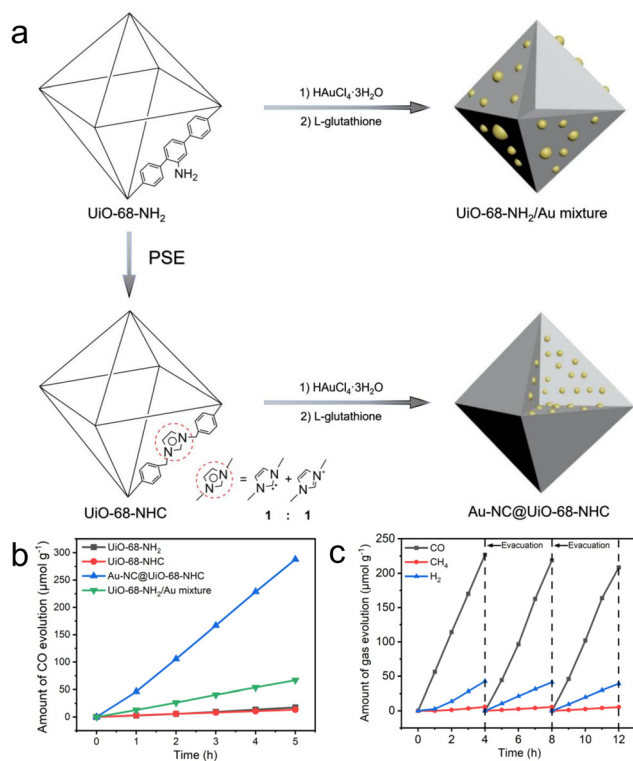 a
1) HAuCl₄·3H₂O
2) L-glutathione
NH₂
UiO-68-NH₂
UiO-68-NH₂/Au mixture
PSE
1) HAuCl₄·3H₂O
2) L-glutathione
N
N
N
N
=
N
N
+
N
N
1 : 1
UiO-68-NHC
Au-NC@UiO-68-NHC
b
Amount of CO evolution (μmol g⁻¹)
300
250
200
150
100
50
0
UiO-68-NH₂
UiO-68-NHC
Au-NC@UiO-68-NHC
UiO-68-NH₂/Au mixture
0 1 2 3 4 5
Time (h)
c
Amount of gas evolution (μmol g⁻¹)
300
250
200
150
100
50
0
CO
CH₄
H₂
Evacuation
Evacuation
0 2 4 6 8 10 12
Time (h)